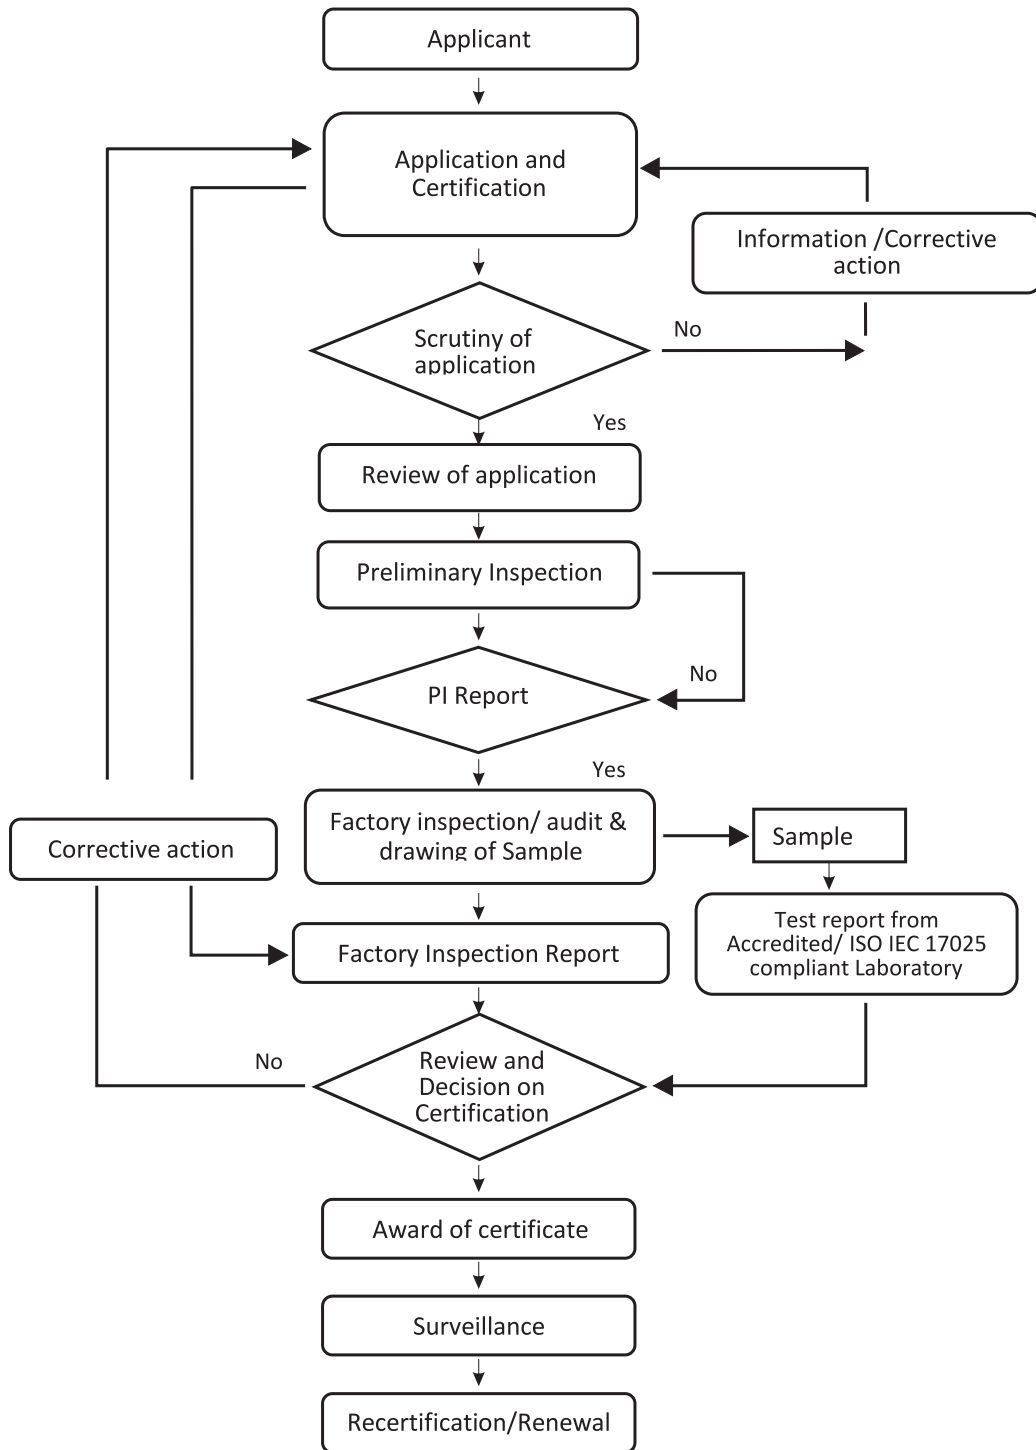 Applicant
Application and
Certification
Information /Corrective
action
Scrutiny of
application
No
Yes
Review of application
Preliminary Inspection
No
PI Report
Yes
Factory inspection/ audit &
drawing of Sample
Sample
Corrective action
Test report from
Accredited/ ISO IEC 17025
compliant Laboratory
Factory Inspection Report
No
Review and
Decision on
Certification
Award of certificate
Surveillance
Recertification/Renewal